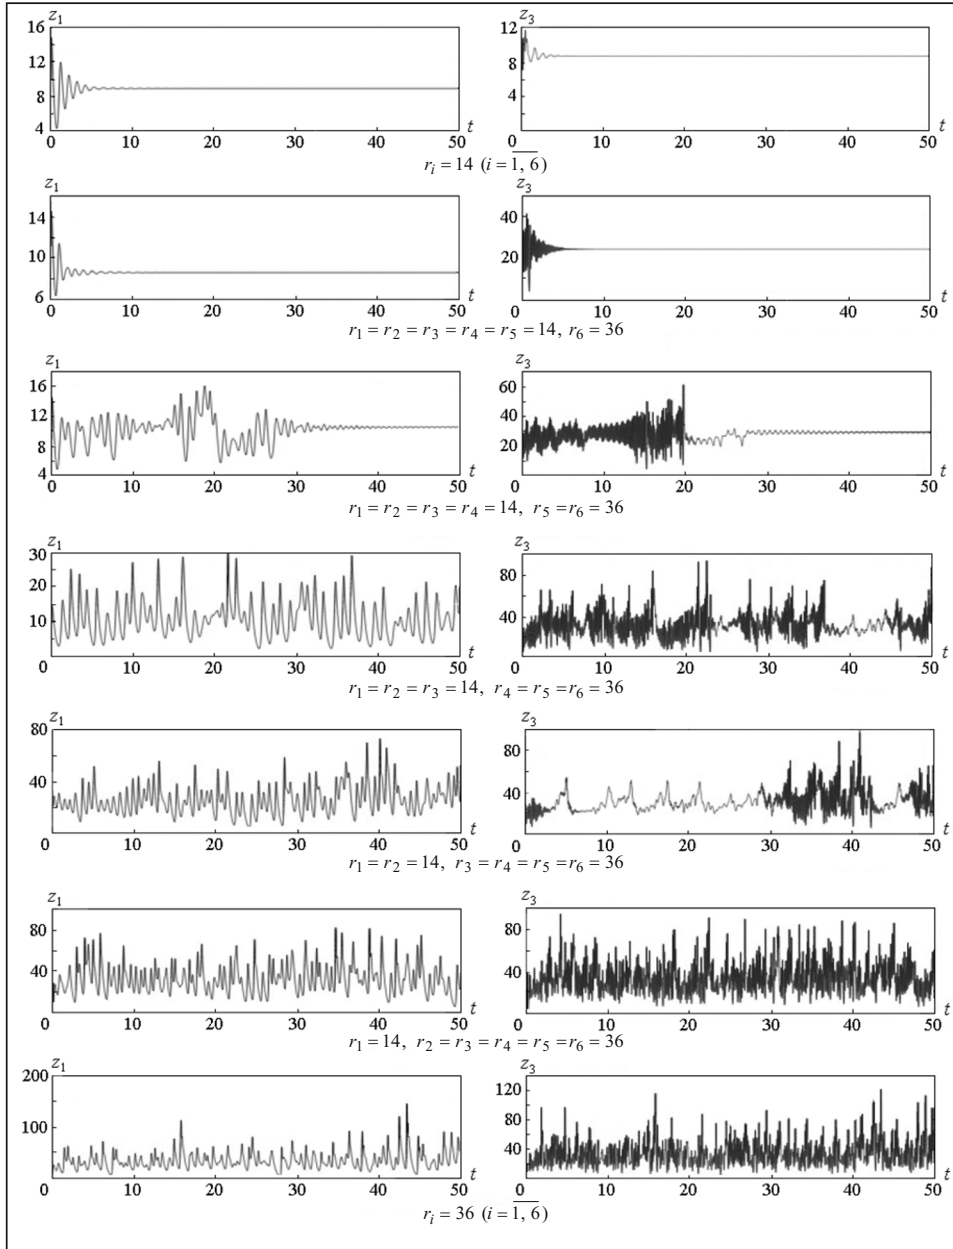 z1 z3
16 12
12 8
8 4
4 0 10 20 30 40 50 t 0 10 20 30 40 50 t
ri = 14 (i = 1, 6)
z1 z3
14 40
10 20
6 0 10 20 30 40 50 t 0 10 20 30 40 50 t
r1 = r2 = r3 = r4 = r5 = 14, r6 = 36
z1 z3
16 60
12 40
8 20
4 0 10 20 30 40 50 t 0 10 20 30 40 50 t
r1 = r2 = r3 = r4 = 14, r5 = r6 = 36
z1 z3
30 80
20 40
10
0 10 20 30 40 50 t 0 10 20 30 40 50 t
r1 = r2 = r3 = 14, r4 = r5 = r6 = 36
z1 z3
80 80
40 40
0 10 20 30 40 50 t 0 10 20 30 40 50 t
r1 = r2 = 14, r3 = r4 = r5 = r6 = 36
z1 z3
80 80
40 40
0 10 20 30 40 50 t 0 10 20 30 40 50 t
r1 = 14, r2 = r3 = r4 = r5 = r6 = 36
z1 z3
200 120
100 80
40
0 10 20 30 40 50 t 0 10 20 30 40 50 t
ri = 36 (i = 1, 6)